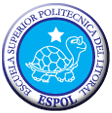 ESCUELA SUPERIOR POLITECNICA DEL LITORAL
ESPOL